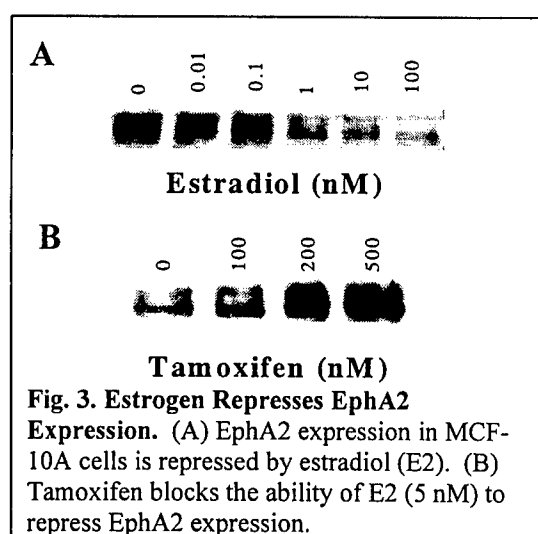 A
0 0.01 0.1 1 10 100
Estradiol (nM)
B
0 100 200 500
Tamoxifen (nM)
Fig. 3. Estrogen Represses EphA2
Expression. (A) EphA2 expression in MCF-
10A cells is repressed by estradiol (E2). (B)
Tamoxifen blocks the ability of E2 (5 nM) to
repress EphA2 expression.